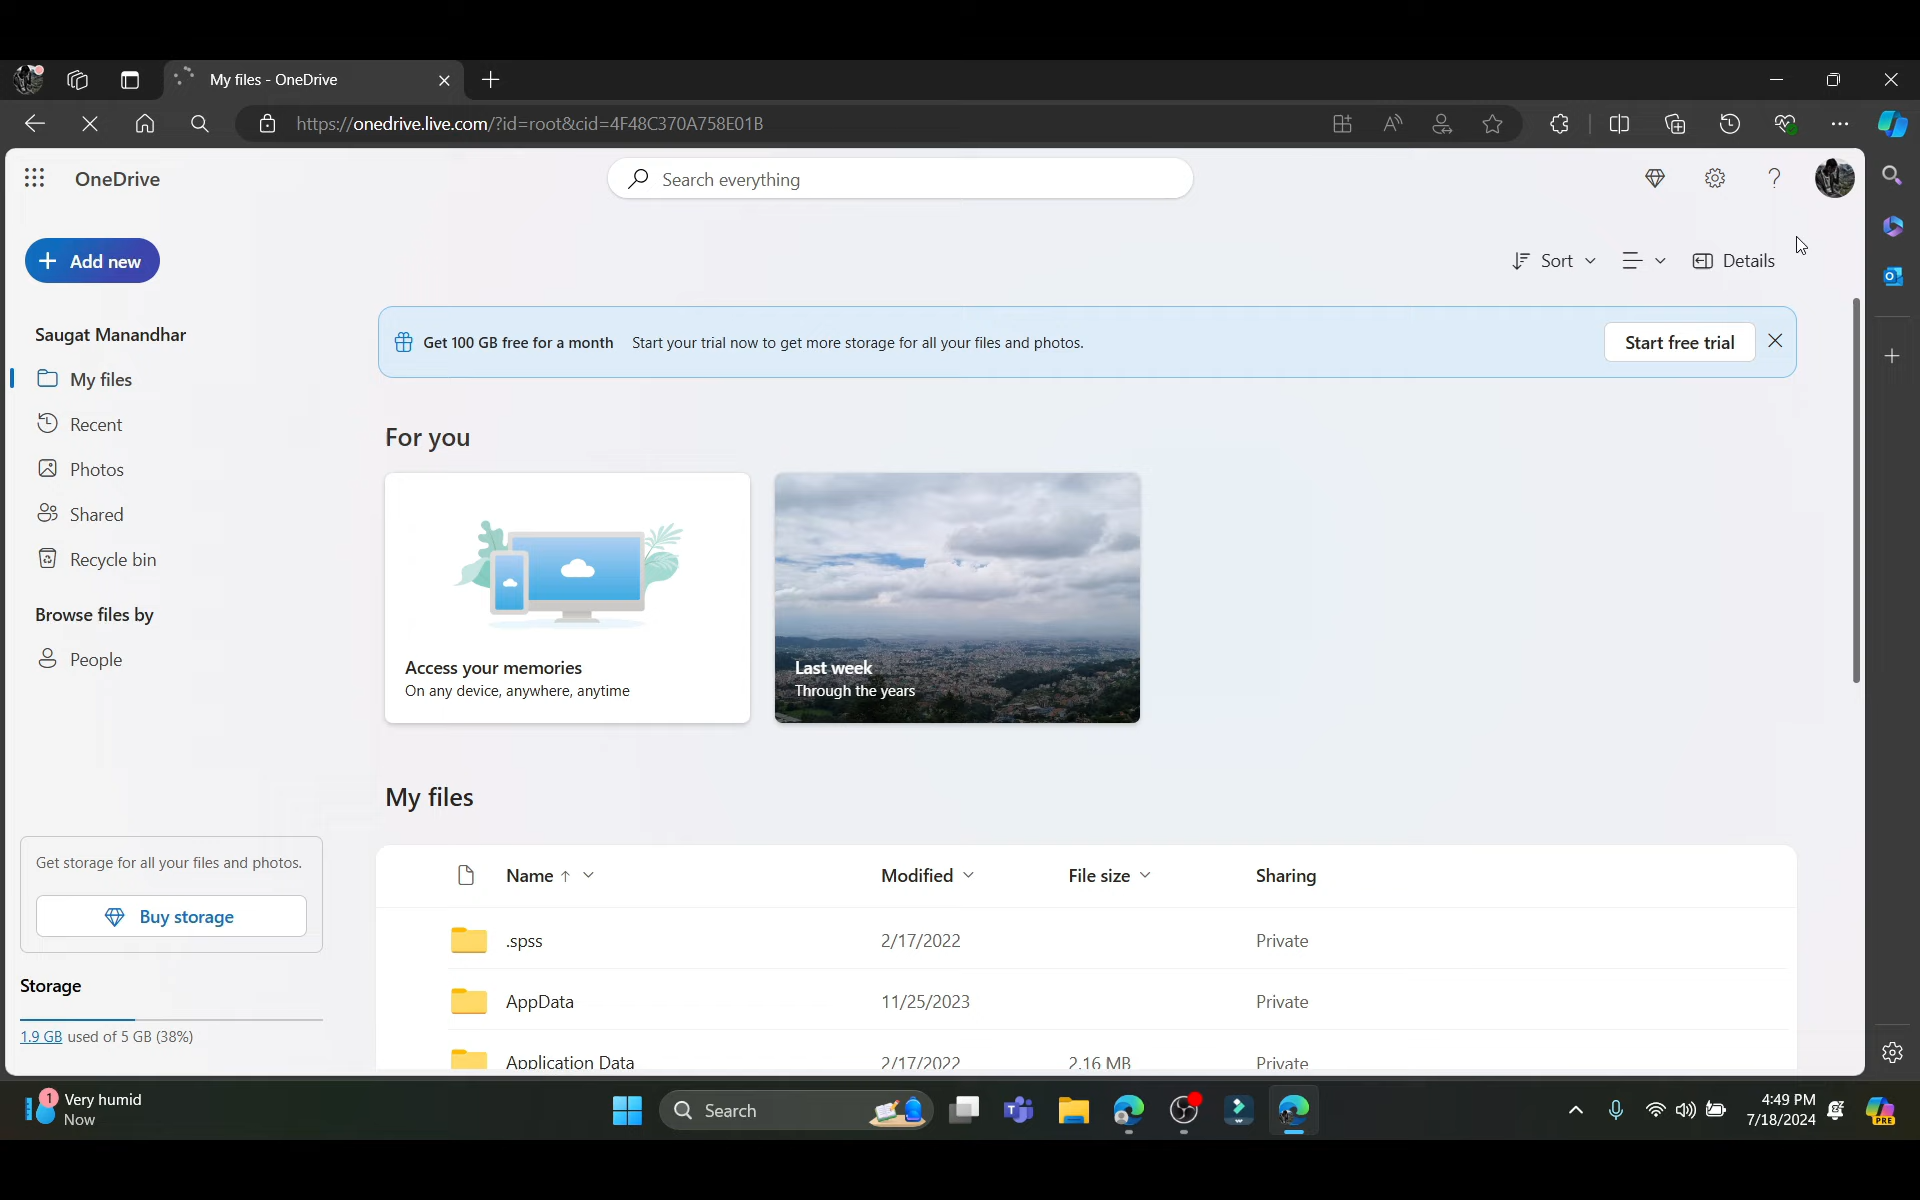 My files - OneDrive
https://onedrive.live.com/?id=root&cid=4F48C370A758E01B
OneDrive
Search everything
Add new
Sort
Details
Saugat Manandhar
My files
Recent
Photos
Shared
Recycle bin
Browse files by
People
Get storage for all your files and photos.
Buy storage
Storage
1.9 GB used of 5 GB (38%)
Get 100 GB free for a month Start your trial now to get more storage for all your files and photos.
Start free trial
For you
Access your memories
On any device, anywhere, anytime
Last week
Through the years
My files
Name Modified File size Sharing
.spss 2/17/2022 Private
AppData 11/25/2023 Private
Application Data 2/17/2022 2.16 MB Private
1
Very humid
Now
Search
4:49 PM
7/18/2024
PRE